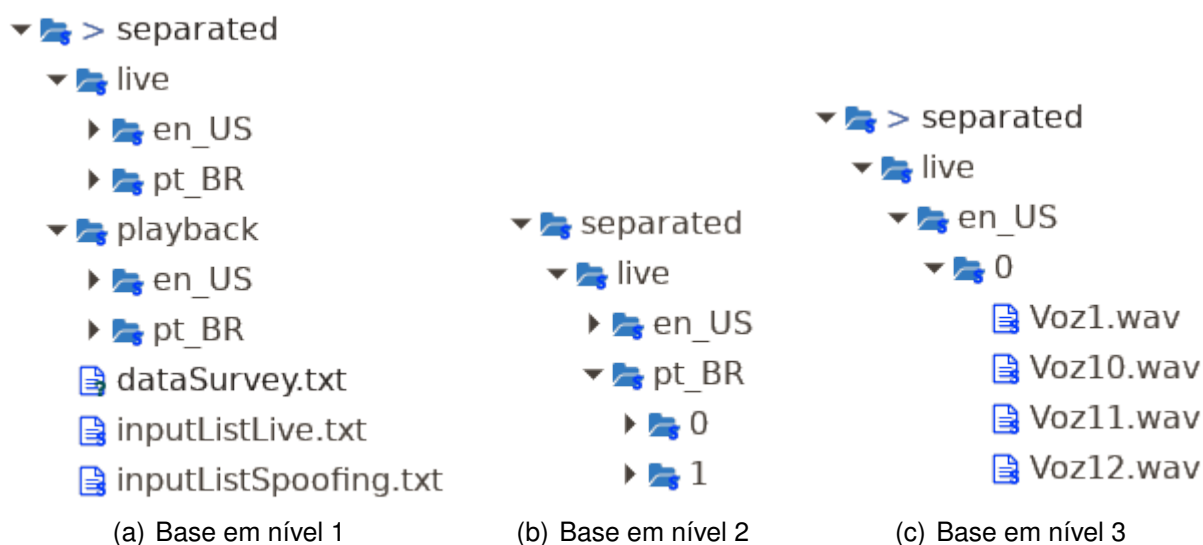 > separated
live
en_US
pt_BR
playback
en_US
pt_BR
dataSurvey.txt
inputListLive.txt
inputListSpoofing.txt
(a) Base em nível 1
separated
live
en_US
pt_BR
0
1
(b) Base em nível 2
> separated
live
en_US
0
Voz1.wav
Voz10.wav
Voz11.wav
Voz12.wav
(c) Base em nível 3